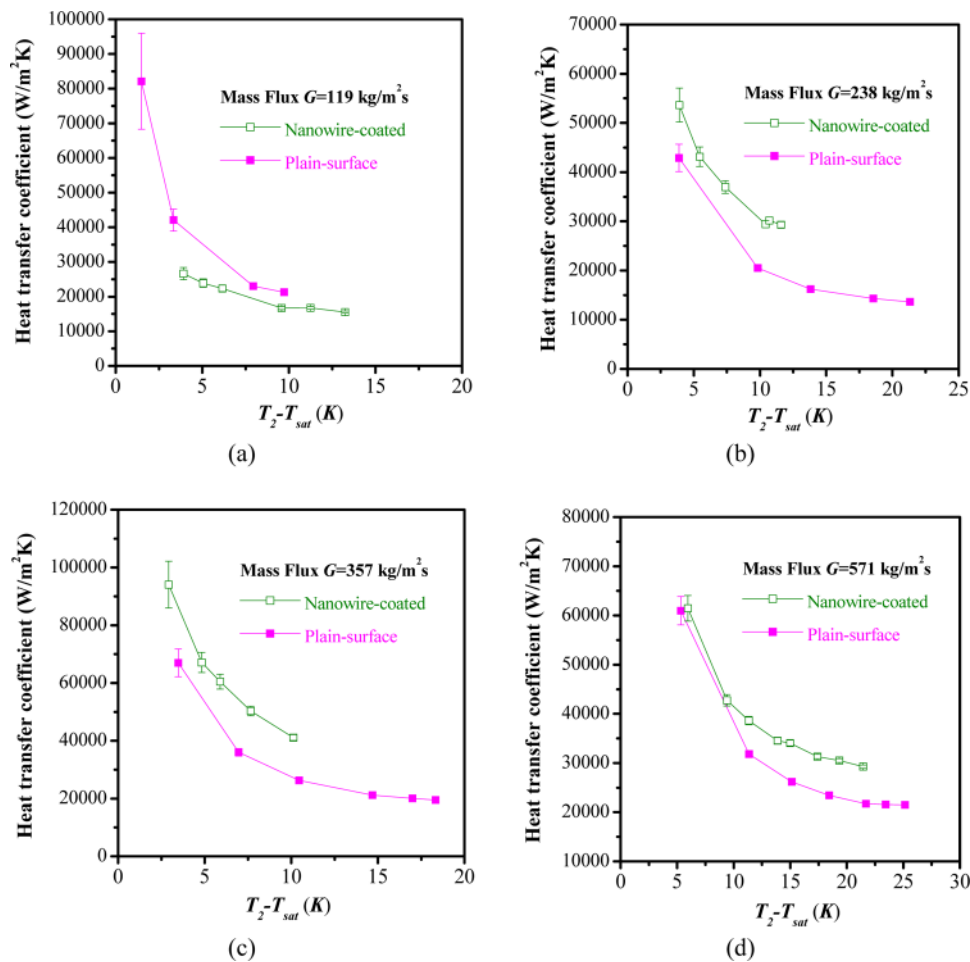 Heat transfer coefficient (W/m²K)
100000
90000
80000
70000
60000
50000
40000
30000
20000
10000
0
Mass Flux G=119 kg/m²s
Nanowire-coated
Plain-surface
0 5 10 15 20
T₂-Tsat (K)
(a)
Heat transfer coefficient (W/m²K)
70000
60000
50000
40000
30000
20000
10000
0
Mass Flux G=238 kg/m²s
Nanowire-coated
Plain-surface
0 5 10 15 20 25
T₂-Tsat (K)
(b)
Heat transfer coefficient (W/m²K)
120000
100000
80000
60000
40000
20000
0
Mass Flux G=357 kg/m²s
Nanowire-coated
Plain-surface
0 5 10 15 20
T₂-Tsat (K)
(c)
Heat transfer coefficient (W/m²K)
80000
70000
60000
50000
40000
30000
20000
10000
Mass Flux G=571 kg/m²s
Nanowire-coated
Plain-surface
0 5 10 15 20 25 30
T₂-Tsat (K)
(d)